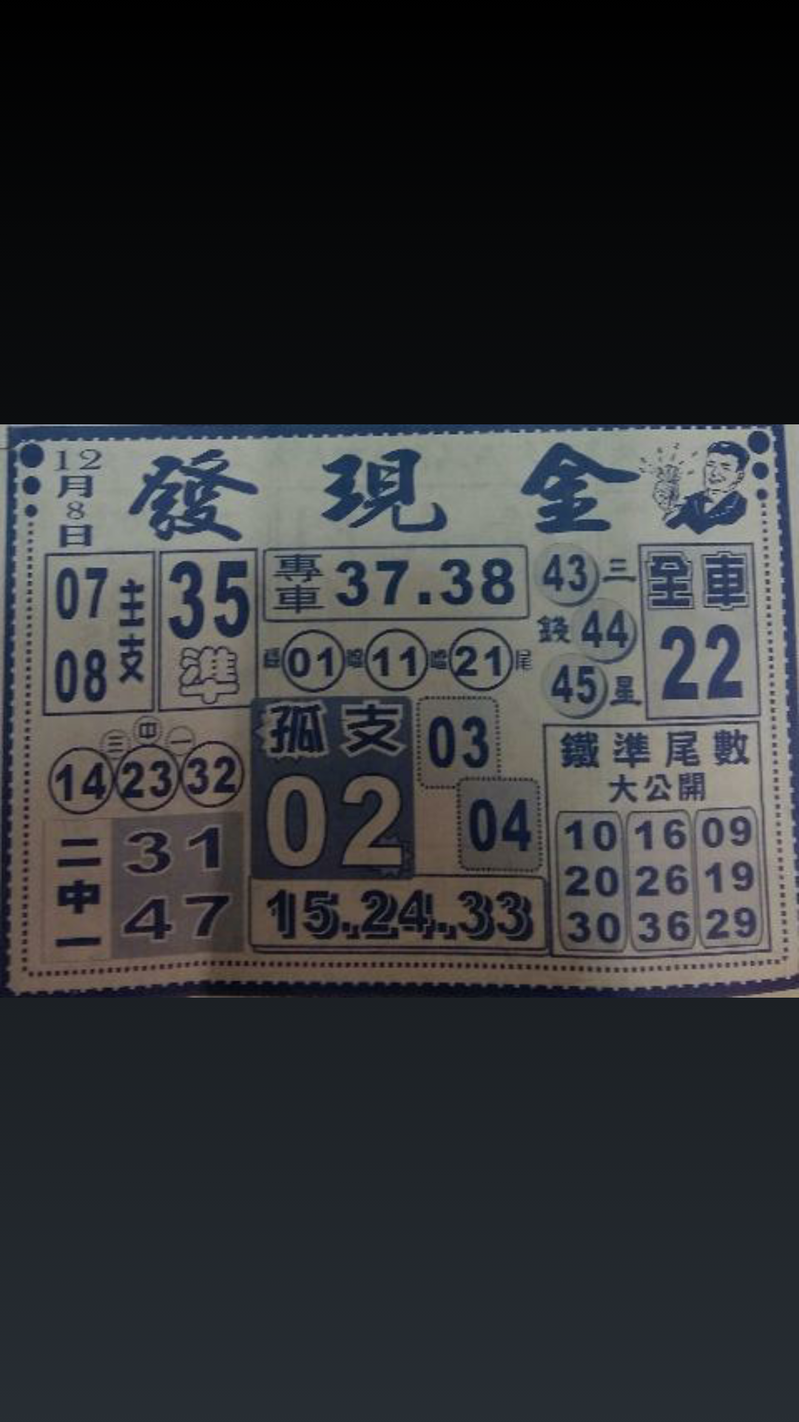 12月8日
發現金
07 主支
08
35
準
專車 37.38
01 11 21 尾
43 三
錢 44
45 星
全車
22
三中一
14 23 32
孤支
02
03
04
二中一
31
47
15.24.33
鐵準尾數
大公開
10 16 09
20 26 19
30 36 29